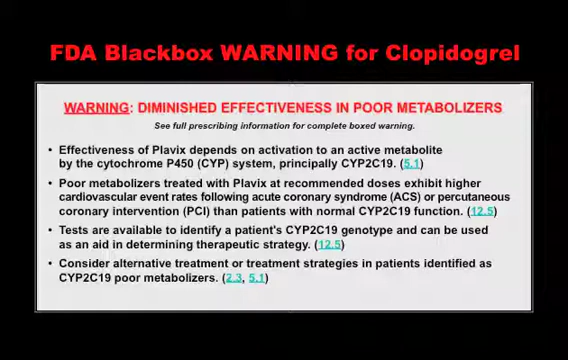 FDA Blackbox WARNING for Clopidogrel
WARNING: DIMINISHED EFFECTIVENESS IN POOR METABOLIZERS
See full prescribing information for complete boxed warning.
• Effectiveness of Plavix depends on activation to an active metabolite
by the cytochrome P450 (CYP) system, principally CYP2C19. (5.1)
• Poor metabolizers treated with Plavix at recommended doses exhibit higher
cardiovascular event rates following acute coronary syndrome (ACS) or percutaneous
coronary intervention (PCI) than patients with normal CYP2C19 function. (12.5)
• Tests are available to identify a patient's CYP2C19 genotype and can be used
as an aid in determining therapeutic strategy. (12.5)
• Consider alternative treatment or treatment strategies in patients identified as
CYP2C19 poor metabolizers. (2.3, 5.1)